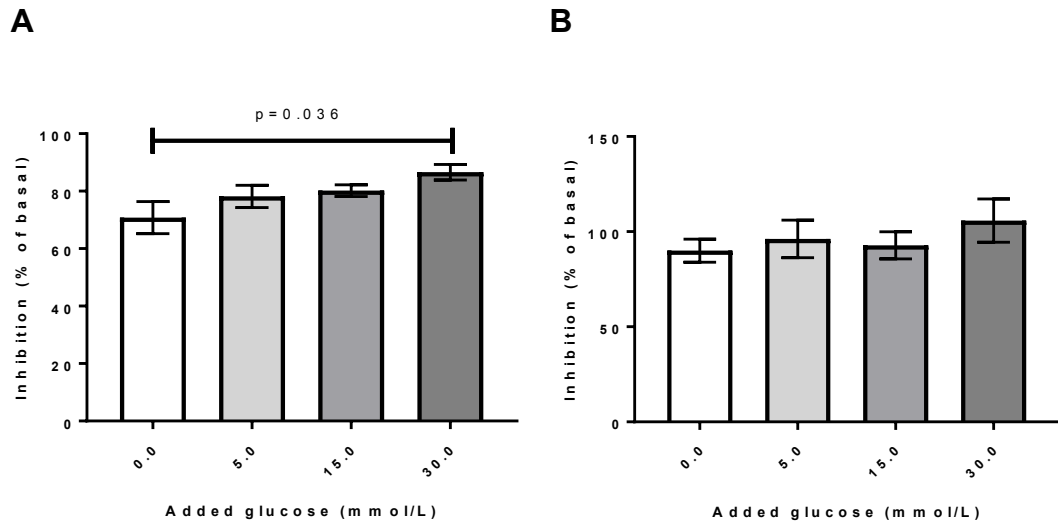 A
p=0.036
100
80
60
40
20
0
Inhibition (% of basal)
0.0
5.0
15.0
30.0
Added glucose (mmol/L)
B
150
100
50
0
Inhibition (% of basal)
0.0
5.0
15.0
30.0
Added glucose (mmol/L)